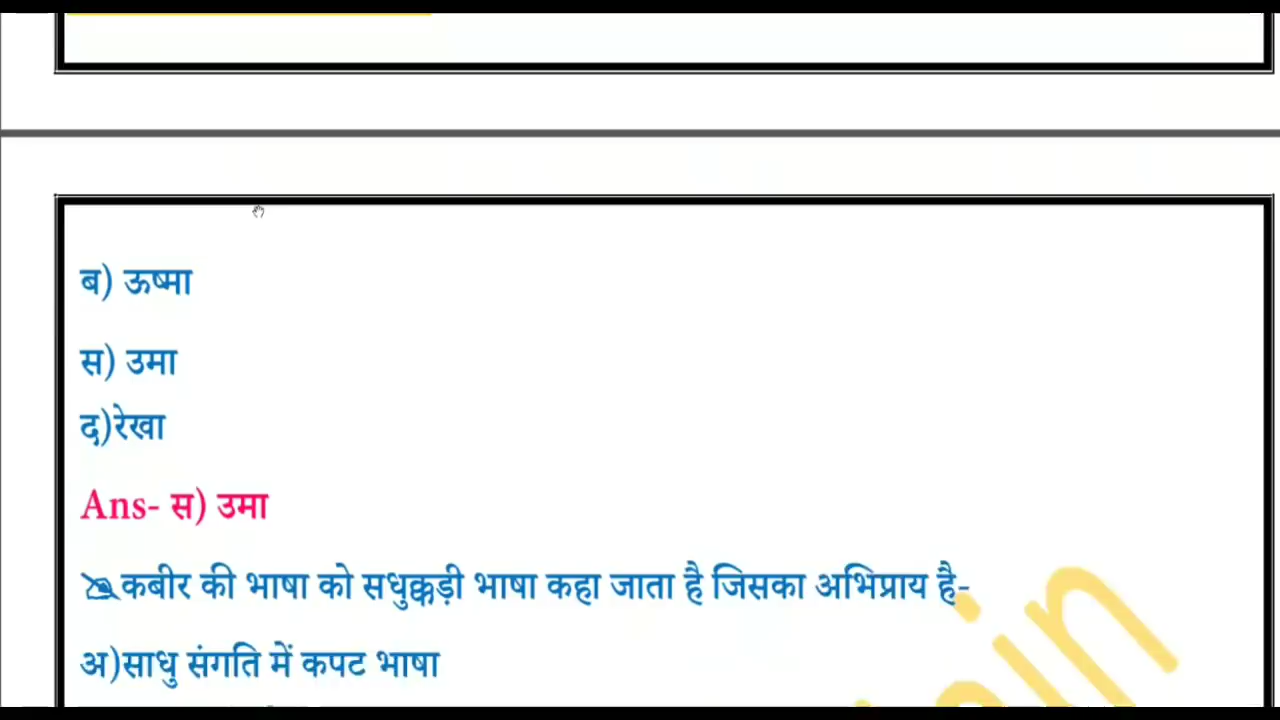 ब) ऊष्मा
स) उमा
द)रेखा
Ans- स) उमा
कबीर की भाषा को सधुक्कड़ी भाषा कहा जाता है जिसका अभिप्राय है-
अ)साधु संगति में कपट भाषा